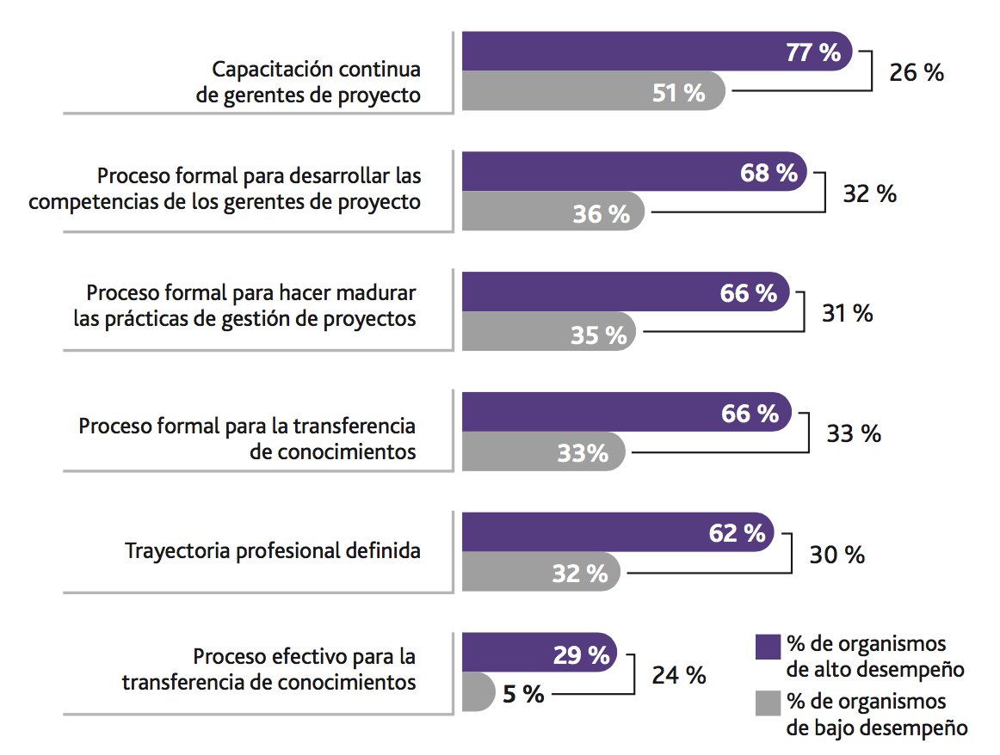 Capacitación continua
de gerentes de proyecto
77 %
51 %
26 %
Proceso formal para desarrollar las
competencias de los gerentes de proyecto
68 %
36 %
32 %
Proceso formal para hacer madurar
las prácticas de gestión de proyectos
66 %
35 %
31 %
Proceso formal para la transferencia
de conocimientos
66 %
33%
33 %
Trayectoria profesional definida
62 %
32 %
30 %
Proceso efectivo para la
transferencia de conocimientos
29 %
5 %
24 %
% de organismos
de alto desempeño
% de organismos
de bajo desempeño